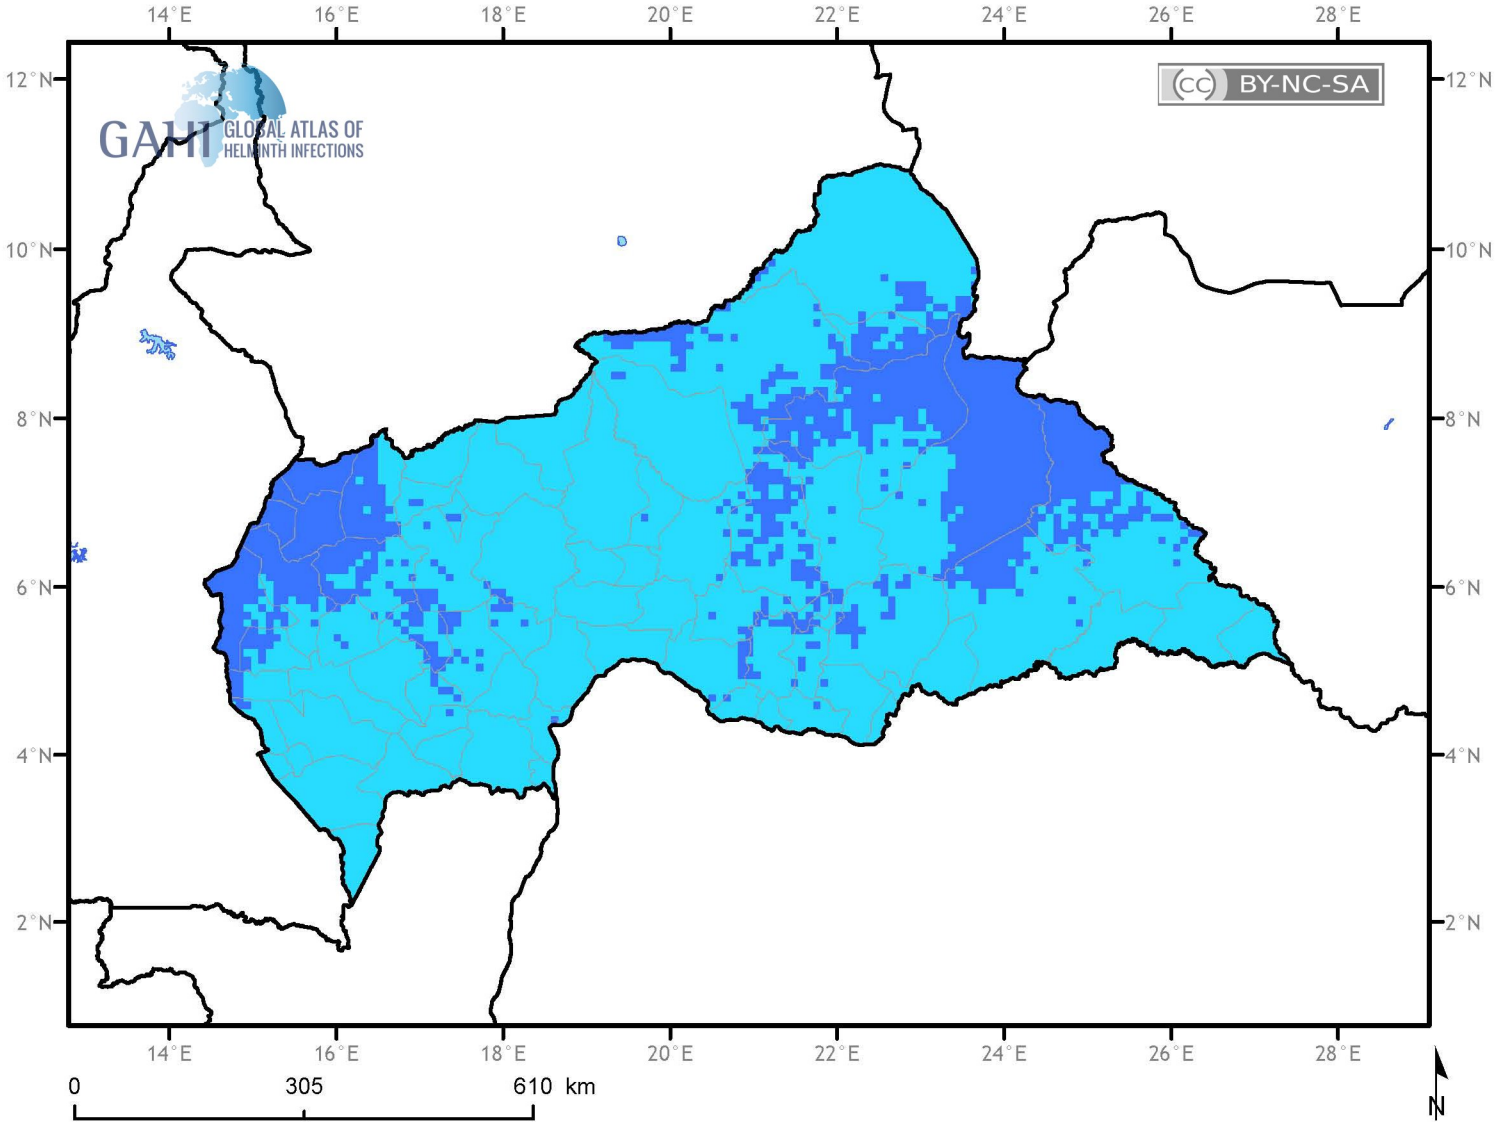 14°E 16°E 18°E 20°E 22°E 24°E 26°E 28°E
12°N 12°N
GAHI GLOBAL ATLAS OF
HELMINTH INFECTIONS
(cc) BY-NC-SA
10°N 10°N
8°N 8°N
6°N 6°N
4°N 4°N
2°N 2°N
14°E 16°E 18°E 20°E 22°E 24°E 26°E 28°E
0 305 610 km
N